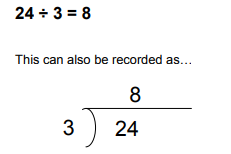 24 ÷ 3 = 8
This can also be recorded as…
8
3 24